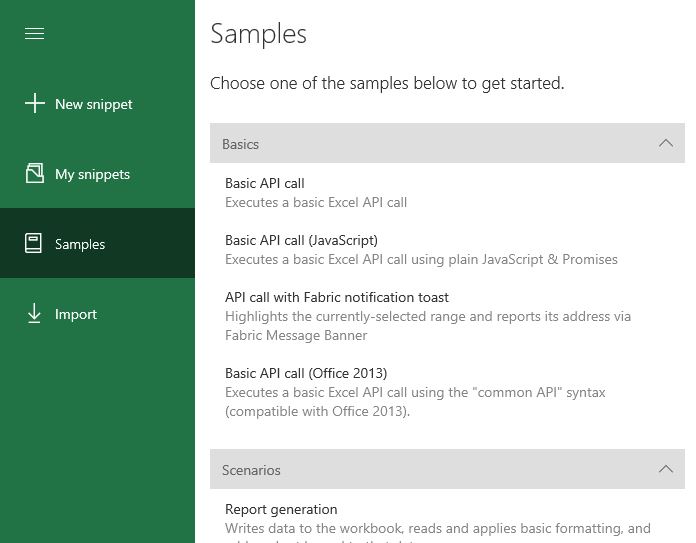 Samples
Choose one of the samples below to get started.
New snippet
My snippets
Samples
Import
Basics
Basic API call
Executes a basic Excel API call
Basic API call (JavaScript)
Executes a basic Excel API call using plain JavaScript & Promises
API call with Fabric notification toast
Highlights the currently-selected range and reports its address via
Fabric Message Banner
Basic API call (Office 2013)
Executes a basic Excel API call using the "common API" syntax
(compatible with Office 2013).
Scenarios
Report generation
Writes data to the workbook, reads and applies basic formatting, and